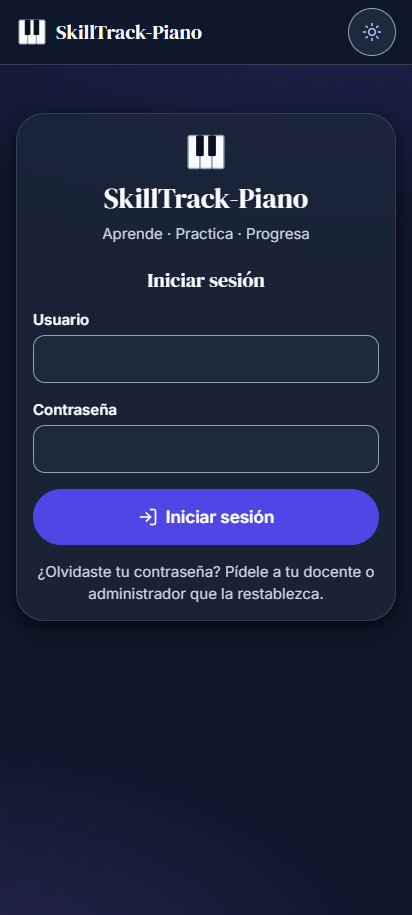 SkillTrack-Piano
SkillTrack-Piano
Aprende · Practica · Progresa
Iniciar sesión
Usuario
Contraseña
Iniciar sesión
¿Olvidaste tu contraseña? Pídele a tu docente o
administrador que la restablezca.